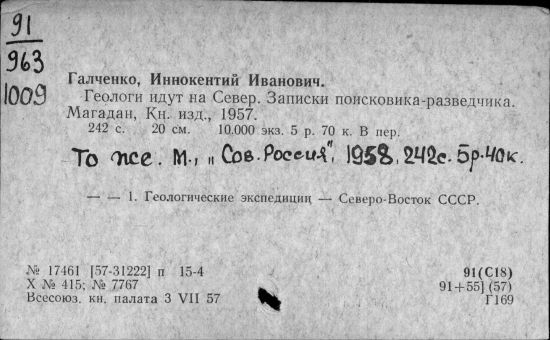 91
963
1009
Галченко, Иннокентий Иванович.
Геологи идут на Север. Записки поисковика-разведчика.
Магадан, Кн. изд., 1957.
242 с. 20 см. 10.000 экз. 5 р. 70 к. В пер.
То же. М., „Сов. Россия", 1958, 242с. 5р.40к.
— — 1. Геологические экспедиции — Северо-Восток СССР.
№ 17461 [57-31222] п 15-4
91(С18)
Х № 415; № 7767
91+55] (57)
Всесоюз. кн. палата 3 VII 57
Г169